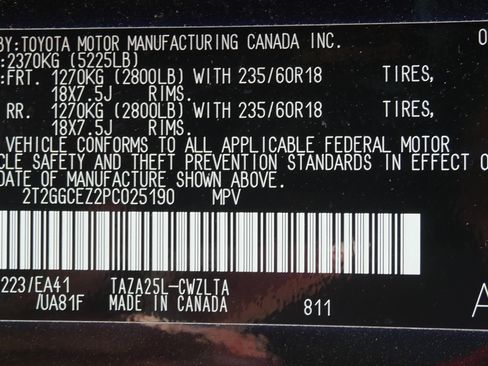 BY:TOYOTA MOTOR MANUFACTURING CANADA INC.
:2370KG (5225LB)
:FRT. 1270KG (2800LB) WITH 235/60R18 TIRES,
18X7.5J RIMS.
RR. 1270KG (2800LB) WITH 235/60R18 TIRES,
18X7.5J RIMS.
VEHICLE CONFORMS TO ALL APPLICABLE FEDERAL MOTOR
CLE SAFETY AND THEFT PREVENTION STANDARDS IN EFFECT O
DATE OF MANUFACTURE SHOWN ABOVE.
2T2GGCEZ2PC025190 MPV
223/EA41 TAZA25L-CWZLTA
/UA81F MADE IN CANADA 811